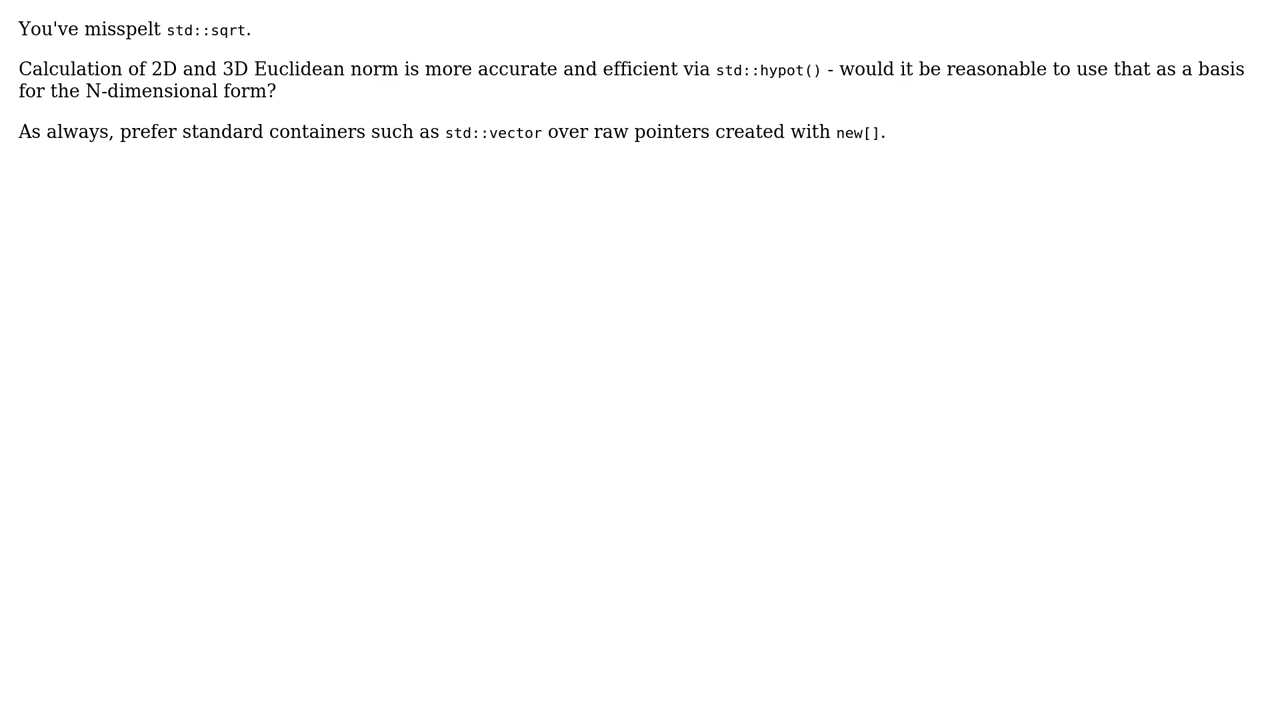 You've misspelt std::sqrt.
Calculation of 2D and 3D Euclidean norm is more accurate and efficient via std::hypot() - would it be reasonable to use that as a basis
for the N-dimensional form?
As always, prefer standard containers such as std::vector over raw pointers created with new[].